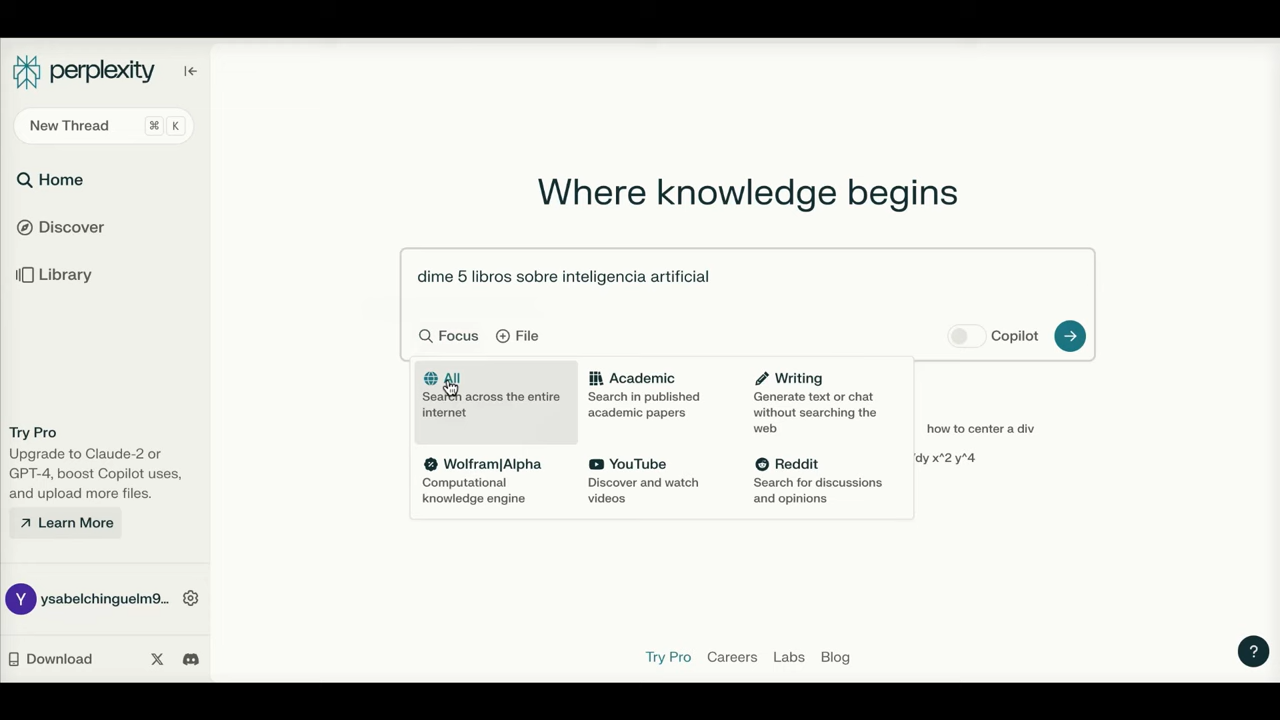 perplexity
New Thread ⌘ K
Home
Discover
Library
Try Pro
Upgrade to Claude-2 or
GPT-4, boost Copilot uses,
and upload more files.
Learn More
Y ysabelchinguelm9...
Download
Where knowledge begins
dime 5 libros sobre inteligencia artificial
Focus File Copilot
All
Search across the entire
internet
Academic
Search in published
academic papers
Writing
Generate text or chat
without searching the
web
Wolfram|Alpha
Computational
knowledge engine
YouTube
Discover and watch
videos
Reddit
Search for discussions
and opinions
how to center a div
/dy x^2 y^4
Try Pro Careers Labs Blog
?